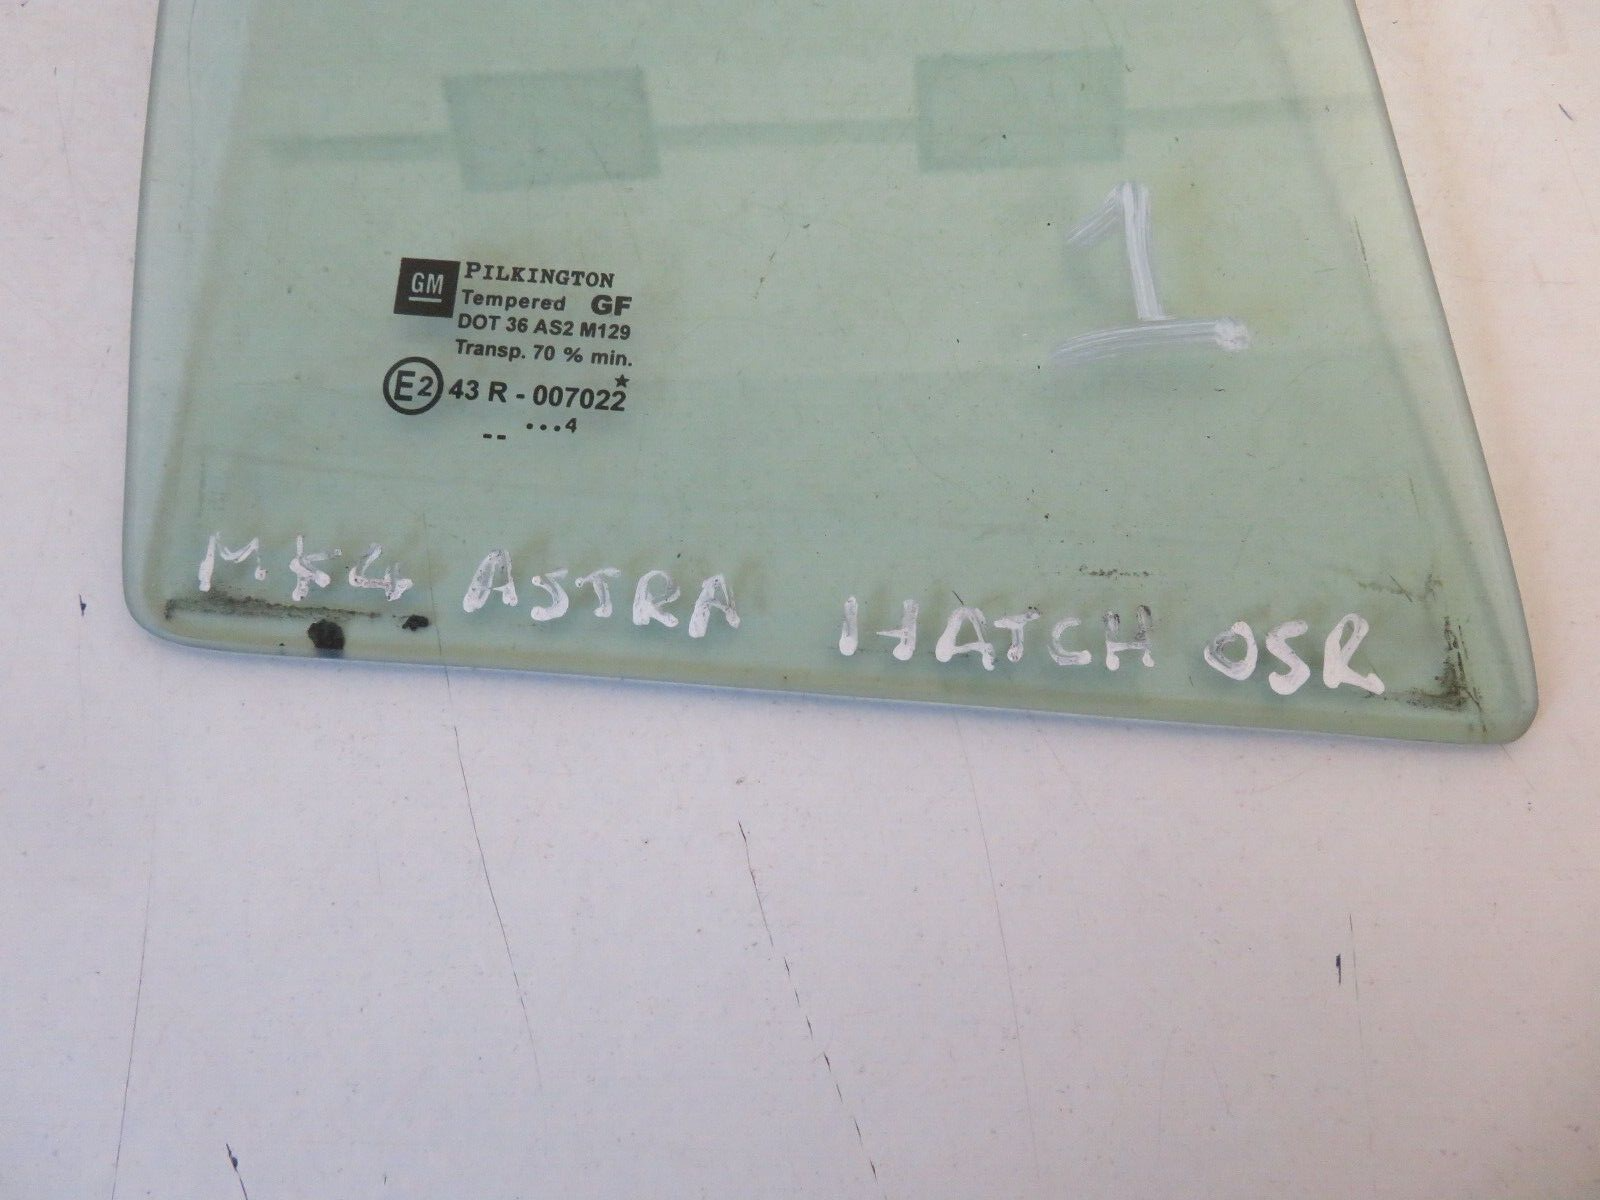 1
GM PILKINGTON
Tempered GF
DOT 36 AS2 M129
Transp. 70 % min.
E2 43 R - 007022
...4
--
MK4 ASTRA HATCH OSR